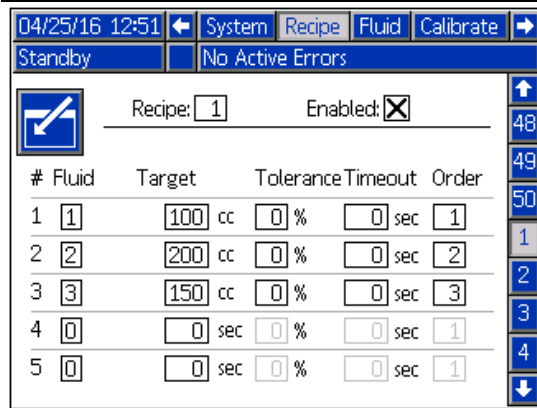 04/25/16 12:51 System Recipe Fluid Calibrate
Standby No Active Errors
Recipe: 1 Enabled:
# Fluid Target Tolerance Timeout Order
1 1 100 cc 0 % 0 sec 1
2 2 200 cc 0 % 0 sec 2
3 3 150 cc 0 % 0 sec 3
4 0 0 sec 0 % 0 sec 1
5 0 0 sec 0 % 0 sec 1
48
49
50
1
2
3
4